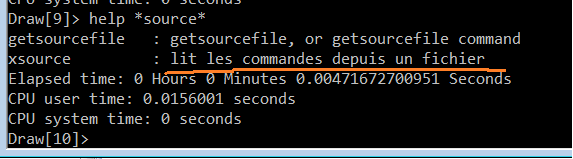 CPU system time: 0 seconds
Draw[9]> help *source*
getsourcefile   : getsourcefile, or getsourcefile command
xsource         : lit les commandes depuis un fichier
Elapsed time: 0 Hours 0 Minutes 0.00471672700951 Seconds
CPU user time: 0.0156001 seconds
CPU system time: 0 seconds
Draw[10]>